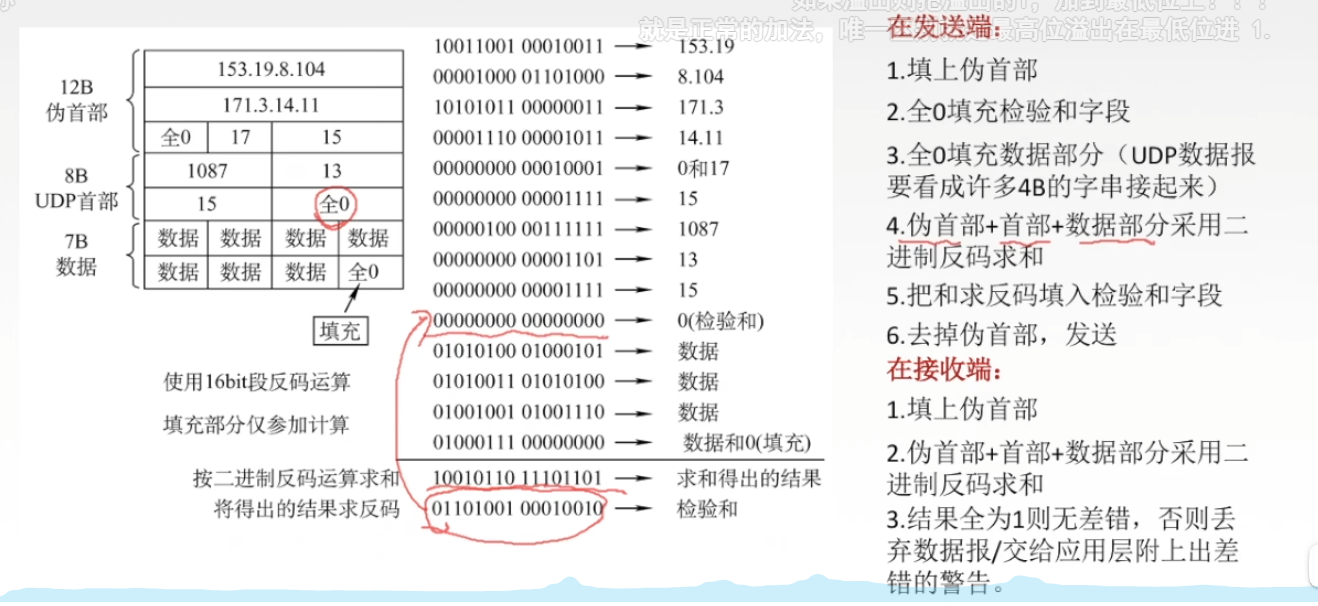 就是正常的加法，唯一
最高位溢出在最低位进 1.
12B
伪首部
153.19.8.104
171.3.14.11
全0 17 15
8B
UDP首部
1087 13
15 全0
7B
数据
数据 数据 数据 数据
数据 数据 数据 全0
填充
使用16bit段反码运算
填充部分仅参加计算
10011001 00010011 → 153.19
00001000 01101000 → 8.104
10101011 00000011 → 171.3
00001110 00001011 → 14.11
00000000 00010001 → 0和17
00000000 00001111 → 15
00000100 00111111 → 1087
00000000 00001101 → 13
00000000 00001111 → 15
00000000 00000000 → 0(检验和)
01010100 01000101 → 数据
01010011 01010100 → 数据
01001001 01001110 → 数据
01000111 00000000 → 数据和0(填充)
按二进制反码运算求和 10010110 11101101 → 求和得出的结果
将得出的结果求反码 01101001 00010010 → 检验和
在发送端：
1.填上伪首部
2.全0填充检验和字段
3.全0填充数据部分（UDP数据报
要看成许多4B的字串接起来）
4.伪首部+首部+数据部分采用二
进制反码求和
5.把和求反码填入检验和字段
6.去掉伪首部，发送
在接收端：
1.填上伪首部
2.伪首部+首部+数据部分采用二
进制反码求和
3.结果全为1则无差错，否则丢
弃数据报/交给应用层附上出差
错的警告。